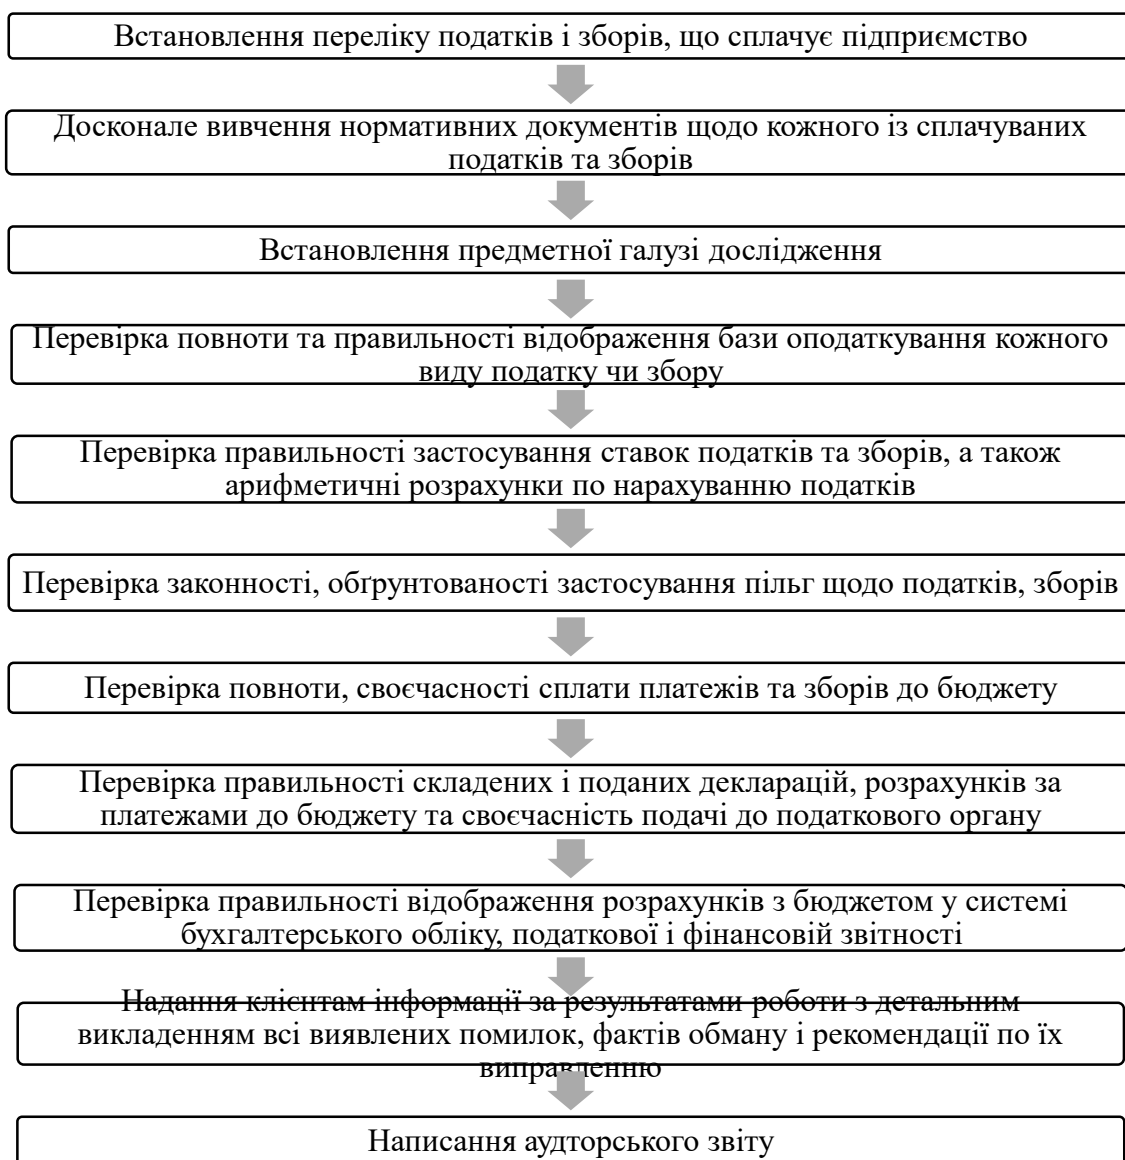 Встановлення переліку податків і зборів, що сплачує підприємство
Досконале вивчення нормативних документів щодо кожного із сплачуваних
податків та зборів
Встановлення предметної галузі дослідження
Перевірка повноти та правильності відображення бази оподаткування кожного
виду податку чи збору
Перевірка правильності застосування ставок податків та зборів, а також
арифметичні розрахунки по нарахуванню податків
Перевірка законності, обґрунтованості застосування пільг щодо податків, зборів
Перевірка повноти, своєчасності сплати платежів та зборів до бюджету
Перевірка правильності складених і поданих декларацій, розрахунків за
платежами до бюджету та своєчасність подачі до податкового органу
Перевірка правильності відображення розрахунків з бюджетом у системі
бухгалтерського обліку, податкової і фінансовій звітності
Надання клієнтам інформації за результатами роботи з детальним
викладенням всі виявлених помилок, фактів обману і рекомендації по їх
виправленню
Написання аудторського звіту